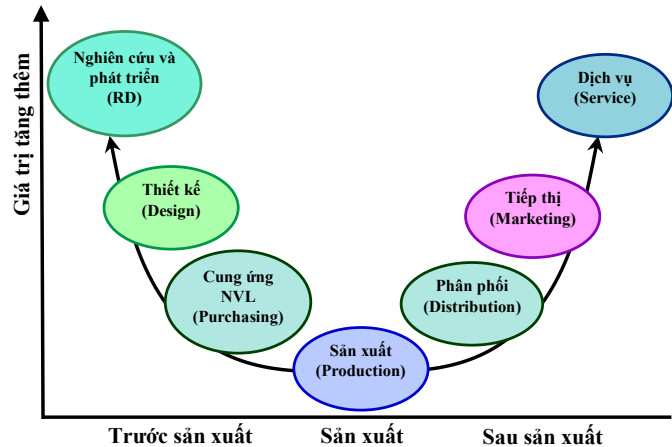 Giá trị tăng thêm
Nghiên cứu và
phát triển
(RD)
Dịch vụ
(Service)
Thiết kế
(Design)
Tiếp thị
(Marketing)
Cung ứng
NVL
(Purchasing)
Phân phối
(Distribution)
Sản xuất
(Production)
Trước sản xuất
Sản xuất
Sau sản xuất